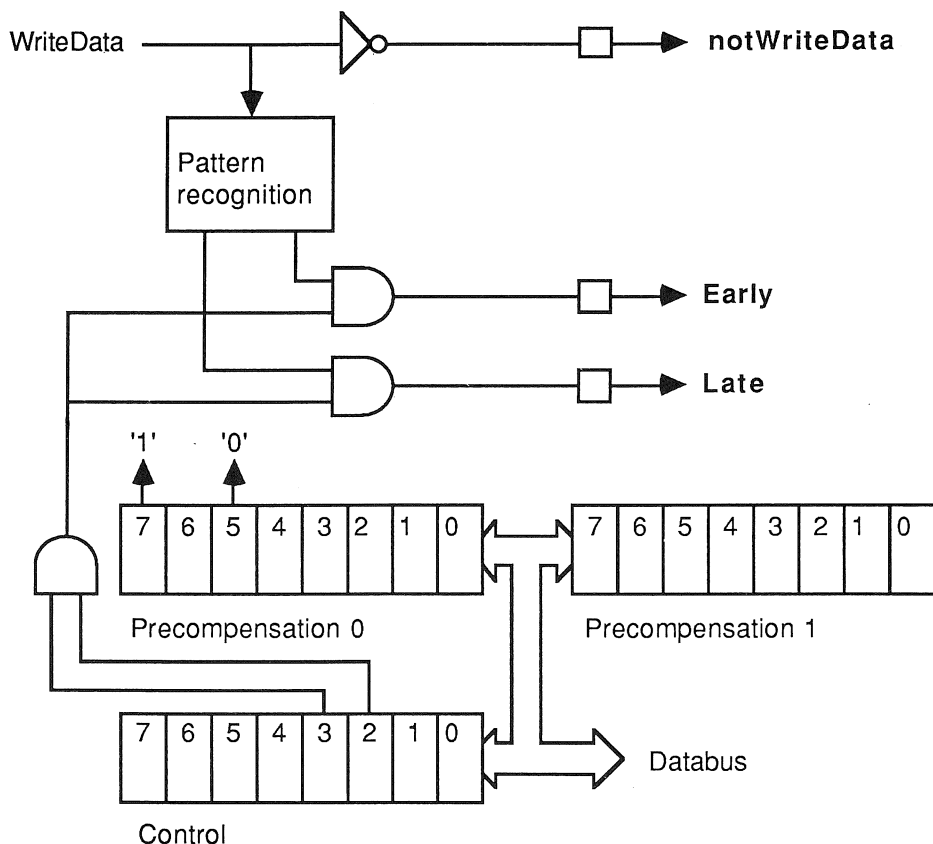 WriteData
notWriteData
Pattern
recognition
Early
Late
'1' '0'
7 6 5 4 3 2 1 0
7 6 5 4 3 2 1 0
Precompensation 0
Precompensation 1
7 6 5 4 3 2 1 0
Databus
Control